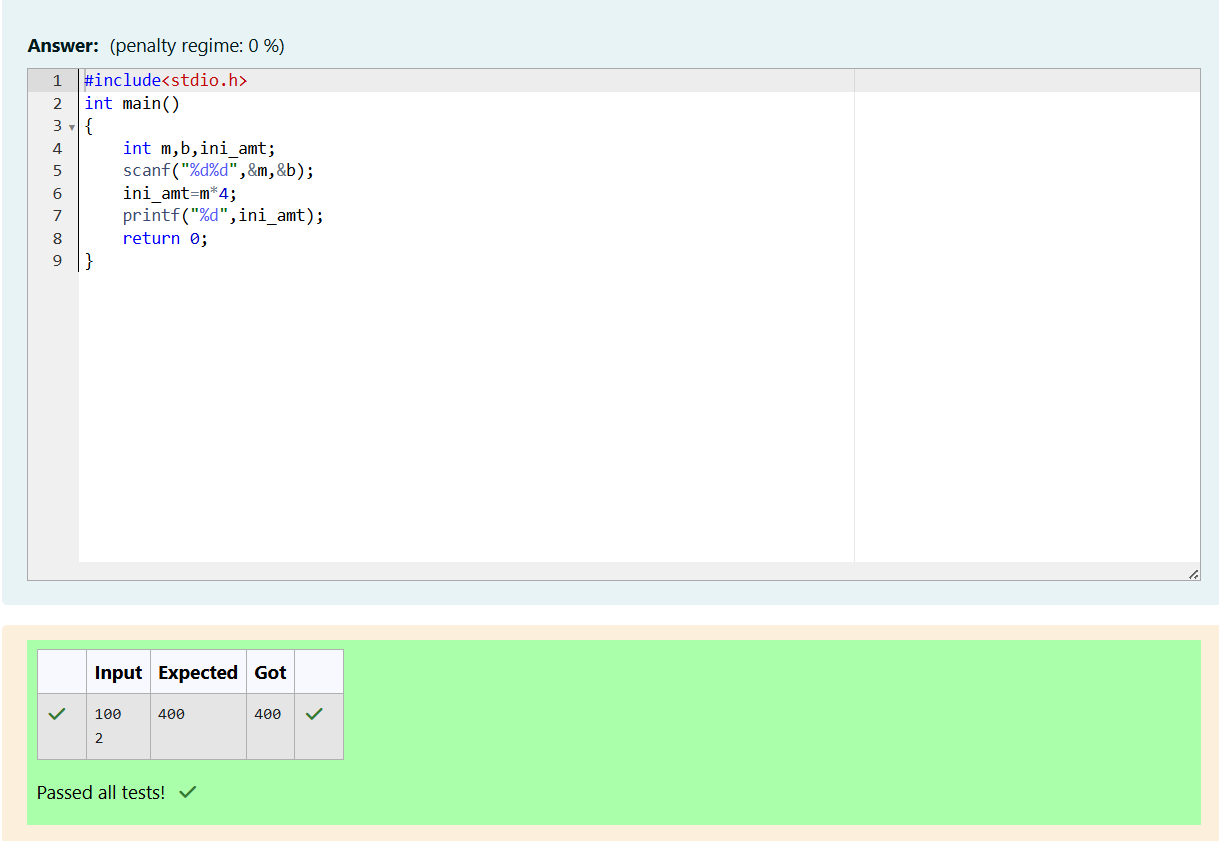 Answer: (penalty regime: 0 %)
1 #include<stdio.h>
2 int main()
3 {
4 int m,b,ini_amt;
5 scanf("%d%d",&m,&b);
6 ini_amt=m*4;
7 printf("%d",ini_amt);
8 return 0;
9 }
Input Expected Got
100 400 400
2
Passed all tests!